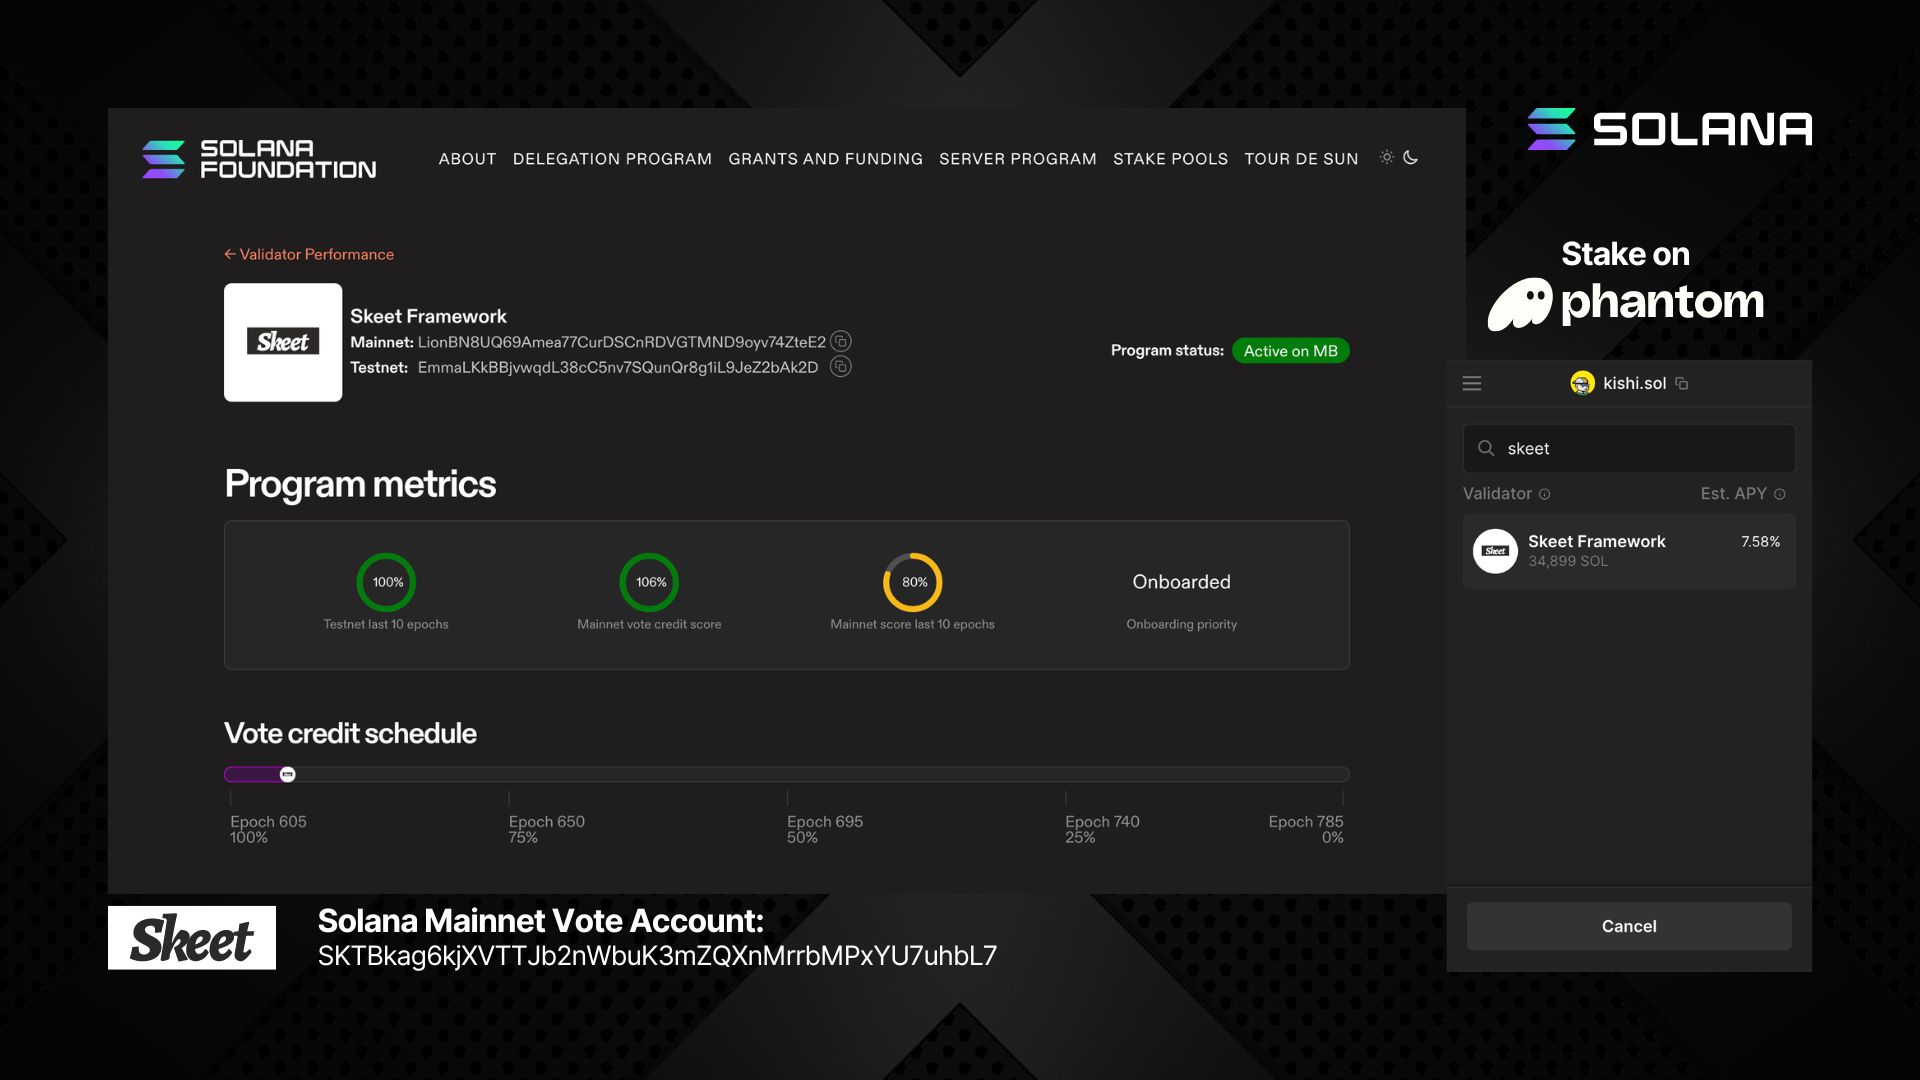 SOLANA
FOUNDATION
ABOUT
DELEGATION PROGRAM
GRANTS AND FUNDING
SERVER PROGRAM
STAKE POOLS
TOUR DE SUN
← Validator Performance
Skeet
Skeet Framework
Mainnet: LionBN8UQ69Amea77CurDSCnRDVGTMND9oyv74ZteE2
Testnet: EmmaLKkBBjvwqdL38cC5nv7SQunQr8g1iL9JeZ2bAk2D
Program status: Active on MB
Program metrics
100%
Testnet last 10 epochs
106%
Mainnet vote credit score
80%
Mainnet score last 10 epochs
Onboarded
Onboarding priority
Vote credit schedule
Epoch 605
100%
Epoch 650
75%
Epoch 695
50%
Epoch 740
25%
Epoch 785
0%
SOLANA
Stake on
phantom
kishi.sol
skeet
Validator
Est. APY
Skeet
Skeet Framework
7.58%
34,899 SOL
Cancel
Skeet
Solana Mainnet Vote Account:
SKTBkag6kjXVTTJb2nWbuK3mZQXnMrrbMPxYU7uhbL7